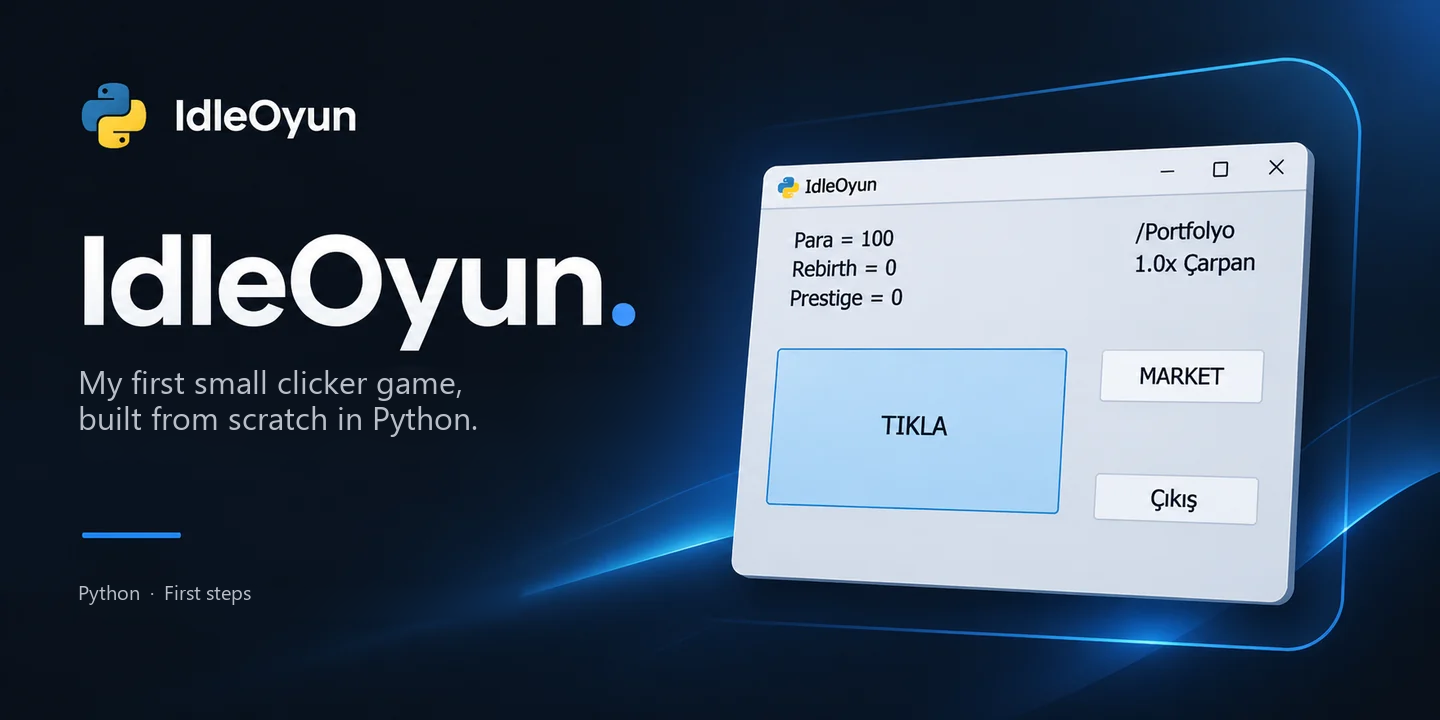 IdleOyun
IdleOyun.
My first small clicker game,
built from scratch in Python.
Python · First steps
IdleOyun
Para = 100
Rebirth = 0
Prestige = 0
/Portfolyo
1.0x Çarpan
TIKLA
MARKET
Çıkış